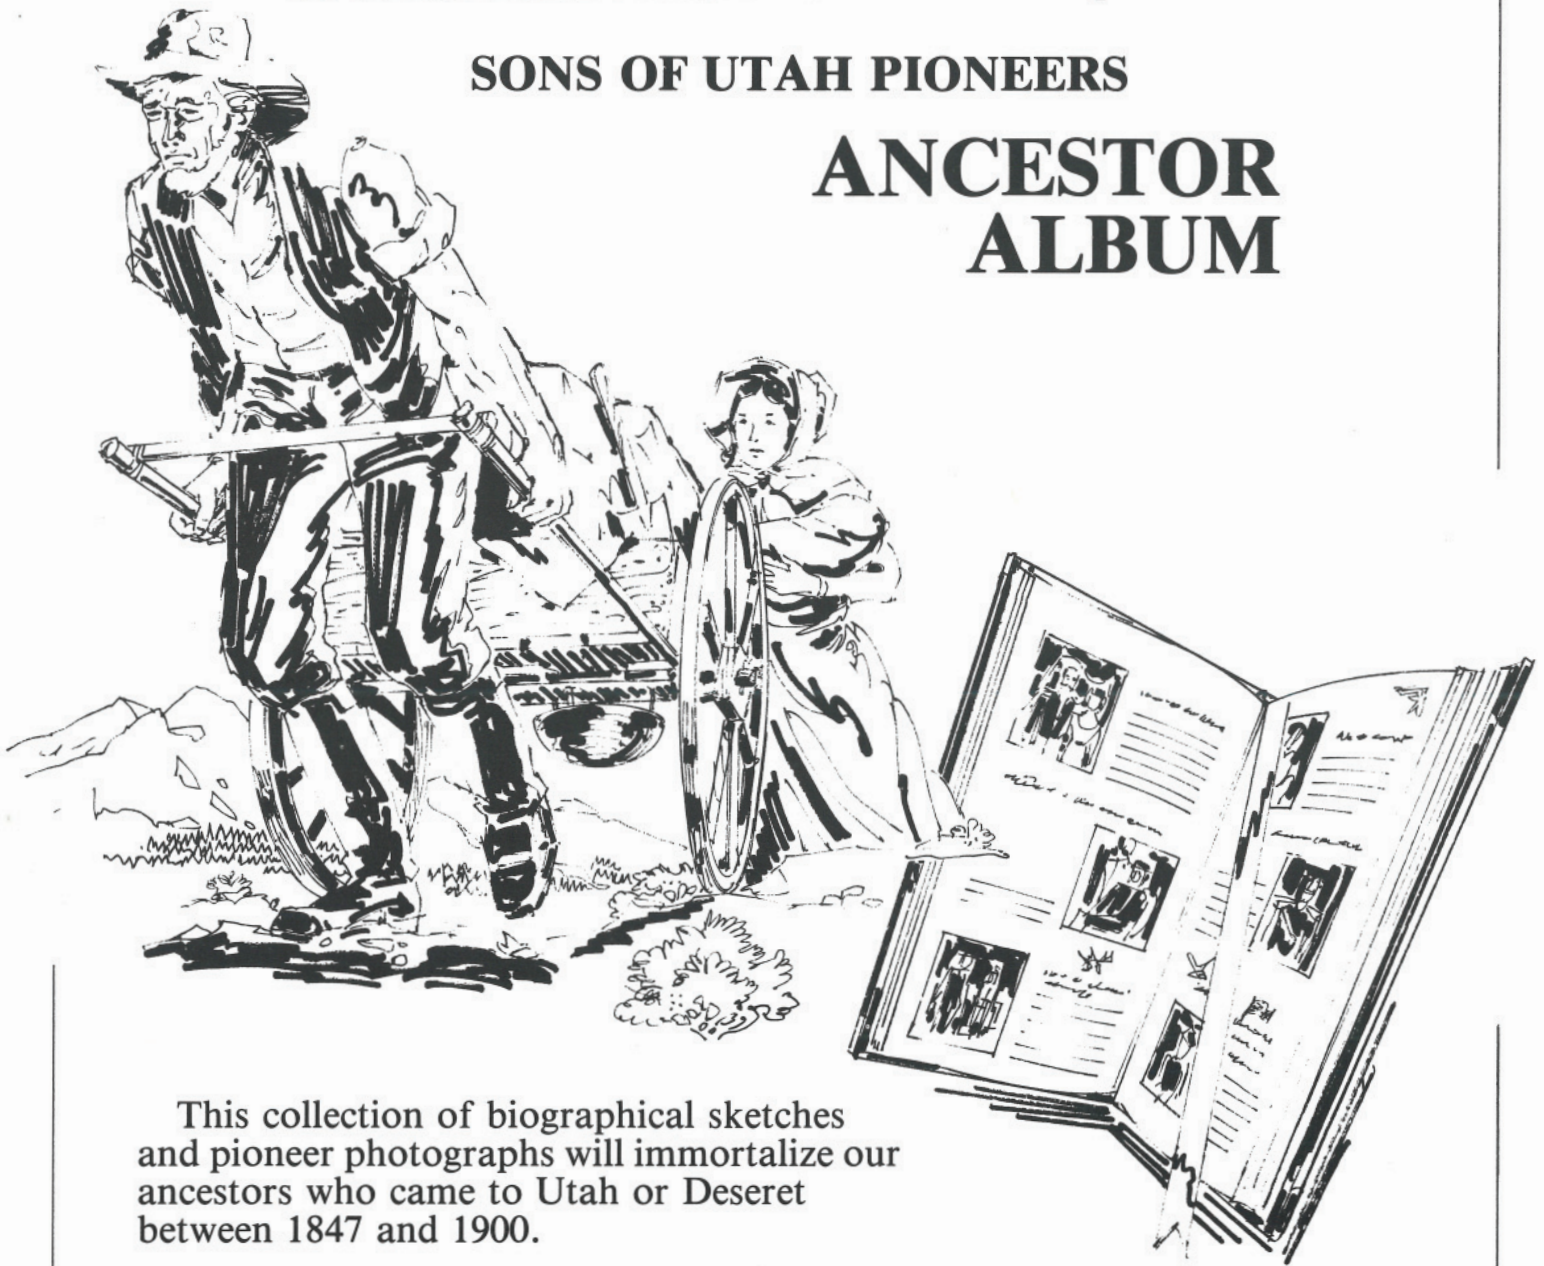 SONS OF UTAH PIONEERS
ANCESTOR
ALBUM
This collection of biographical sketches
and pioneer photographs will immortalize our
ancestors who came to Utah or Deseret
between 1847 and 1900.